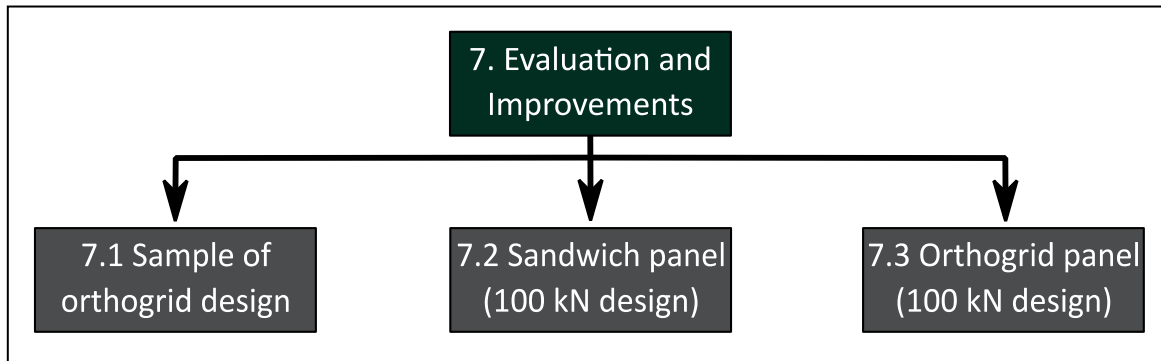 7. Evaluation and
Improvements
7.1 Sample of
orthogrid design
7.2 Sandwich panel
(100 kN design)
7.3 Orthogrid panel
(100 kN design)